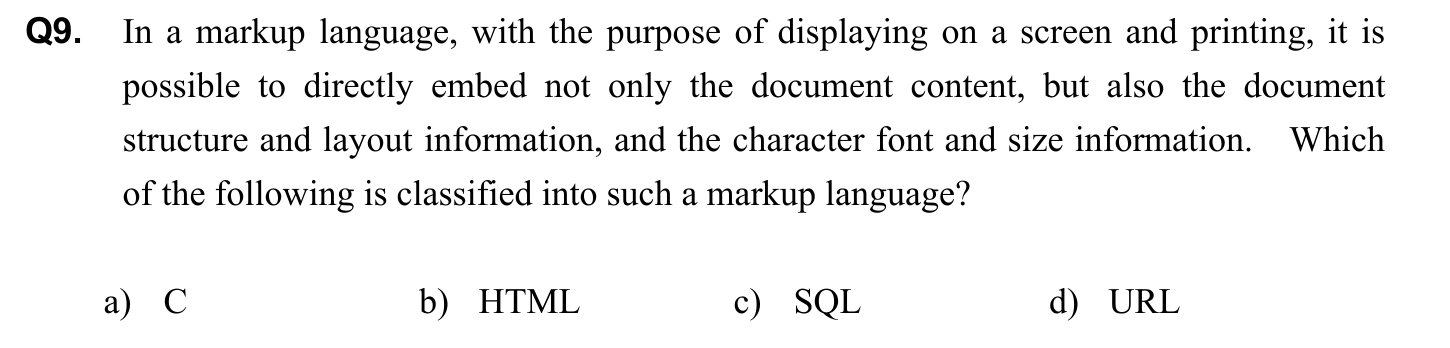 Q9. In a markup language, with the purpose of displaying on a screen and printing, it is
possible to directly embed not only the document content, but also the document
structure and layout information, and the character font and size information. Which
of the following is classified into such a markup language?
a) C b) HTML c) SQL d) URL